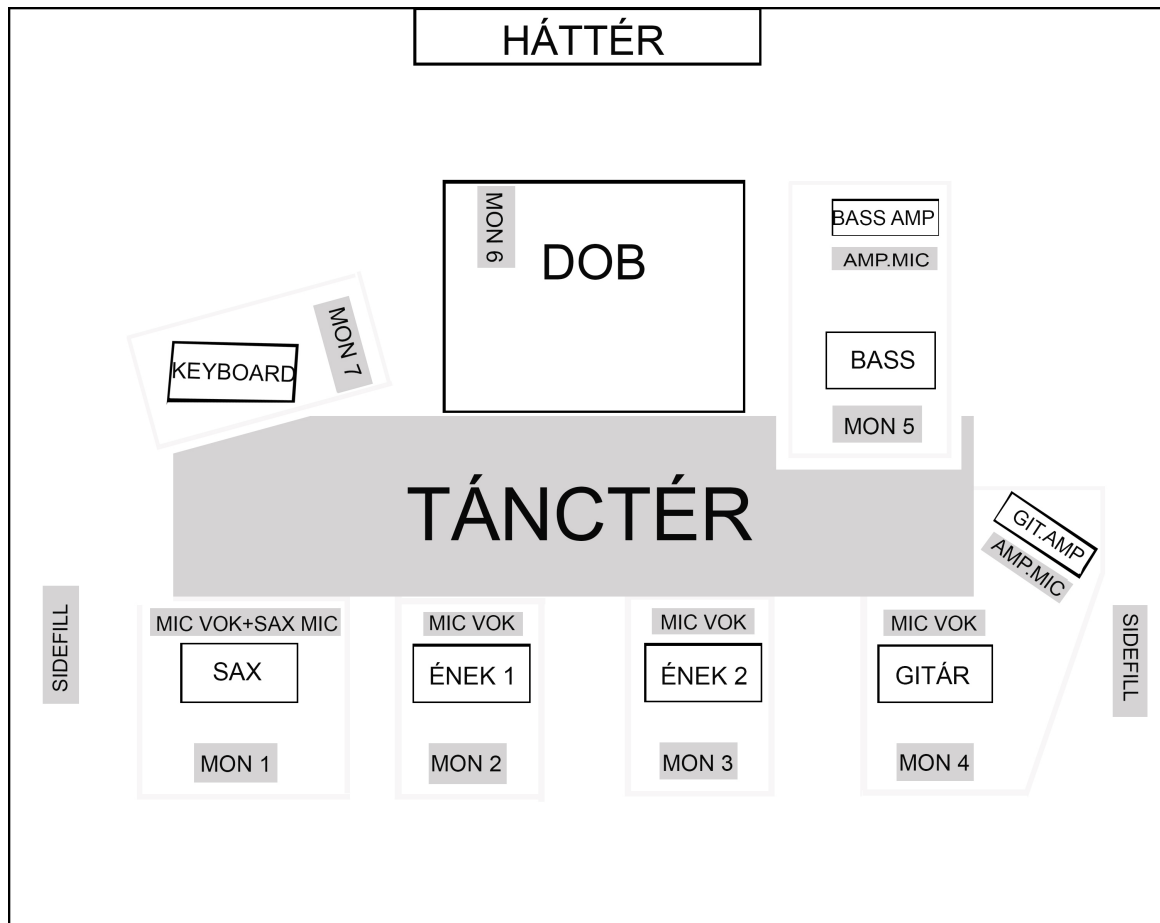 HÁTTÉR
MON 6
DOB
BASS AMP
AMP.MIC
MON 7
KEYBOARD
BASS
MON 5
TÁNCTÉR
GIT.AMP
AMP.MIC
SIDEFILL
MIC VOK+SAX MIC
SAX
MON 1
MIC VOK
ÉNEK 1
MON 2
MIC VOK
ÉNEK 2
MON 3
MIC VOK
GITÁR
MON 4
SIDEFILL